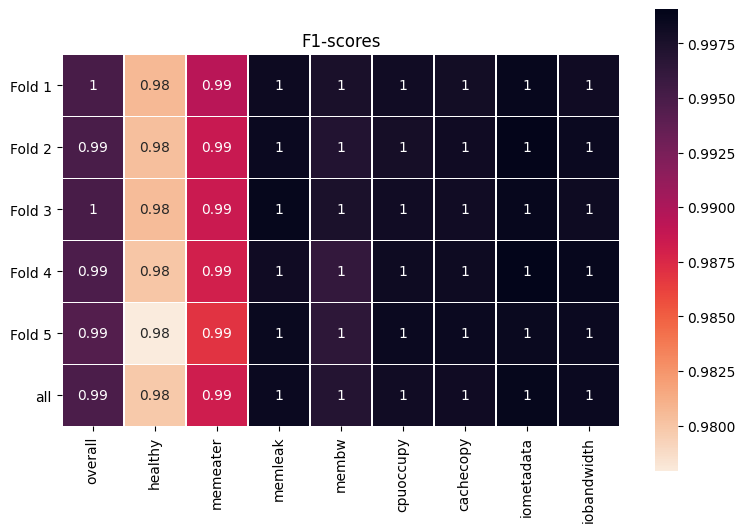 F1-scores
Fold 1 1 0.98 0.99 1 1 1 1 1 1
Fold 2 0.99 0.98 0.99 1 1 1 1 1 1
Fold 3 1 0.98 0.99 1 1 1 1 1 1
Fold 4 0.99 0.98 0.99 1 1 1 1 1 1
Fold 5 0.99 0.98 0.99 1 1 1 1 1 1
all 0.99 0.98 0.99 1 1 1 1 1 1
overall healthy memeater memleak membw cpuoccupy cachecopy iometadata iobandwidth
0.9975
0.9950
0.9925
0.9900
0.9875
0.9850
0.9825
0.9800